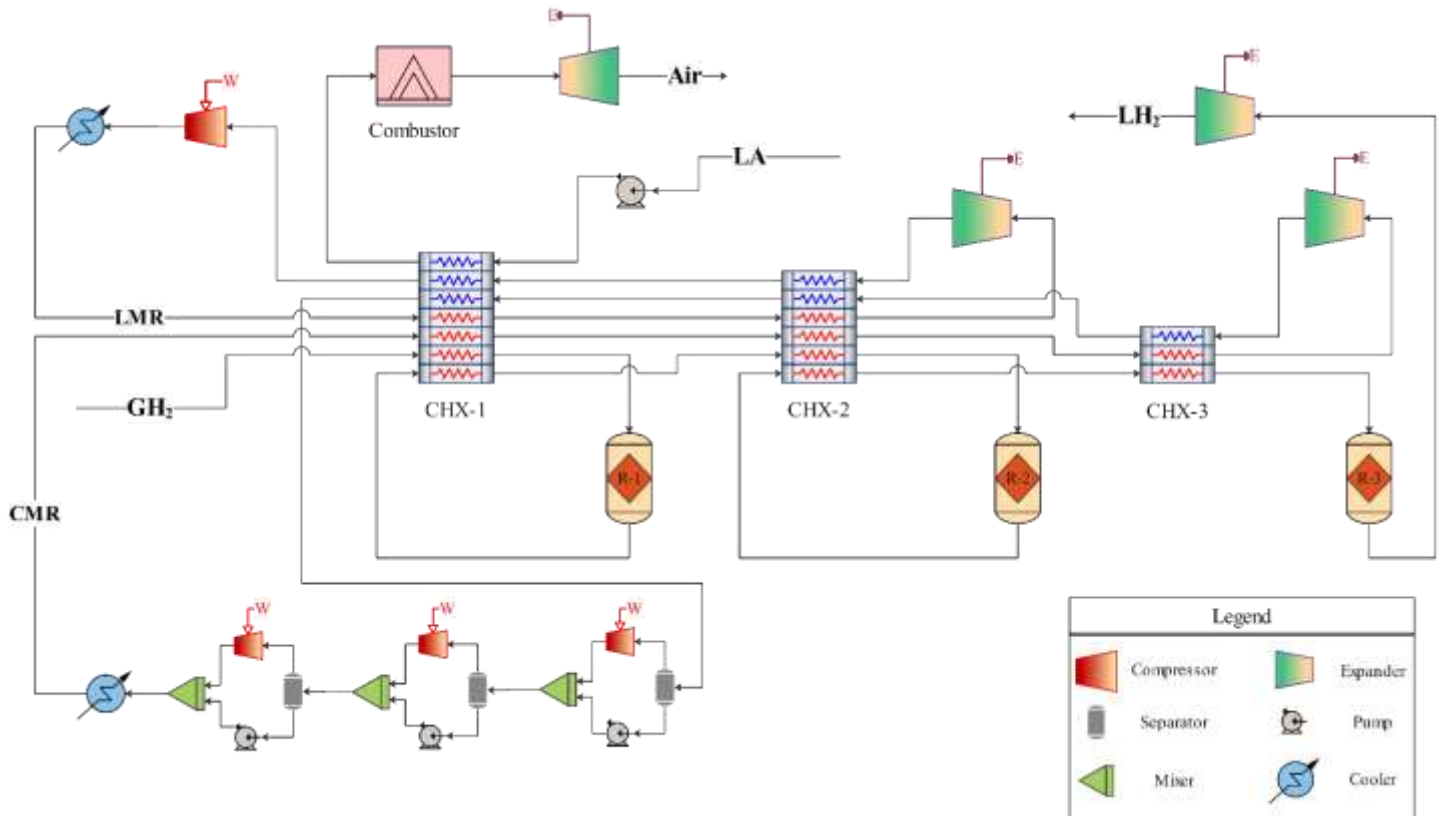 E
Air
W
Combustor
LA
E
LH₂
E
E
LMR
GH₂
CHX-1
CHX-2
CHX-3
R-1
R-2
R-3
CMR
W
W
W
Legend
Compressor
Expander
Separator
Pump
Mixer
Cooler